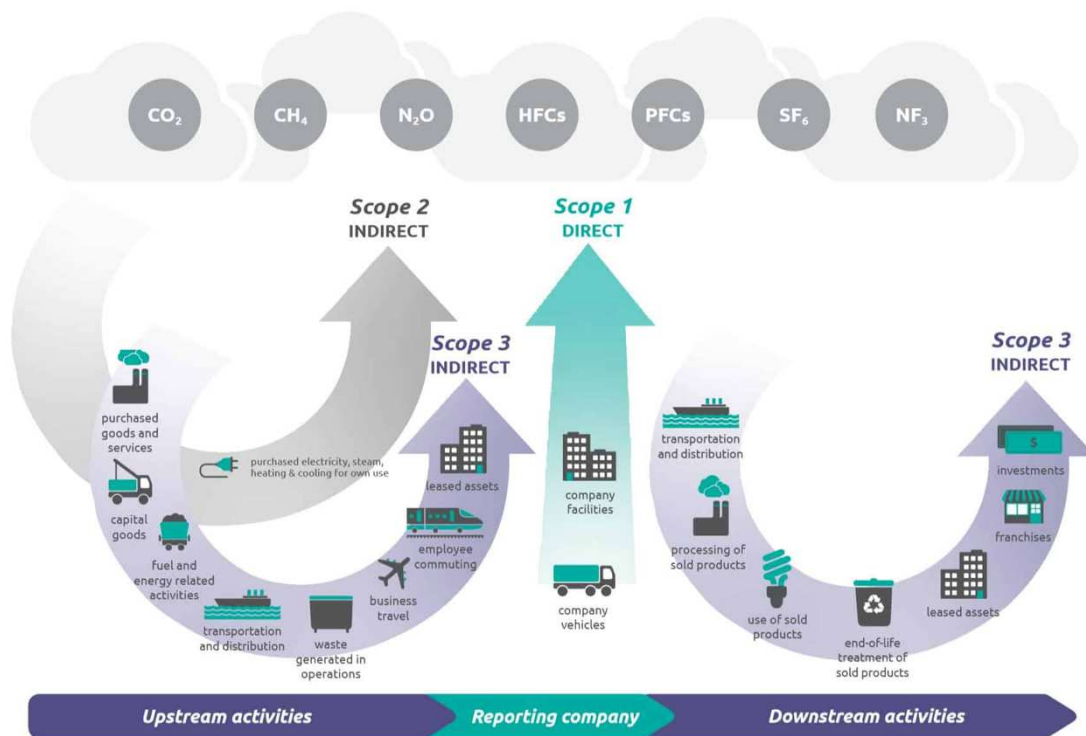 CO₂ CH₄ N₂O HFCs PFCs SF₆ NF₃
Scope 2
INDIRECT
Scope 1
DIRECT
Scope 3
INDIRECT
Scope 3
INDIRECT
purchased
goods and
services
capital
goods
fuel and
energy related
activities
purchased electricity, steam,
heating & cooling for own use
transportation
and distribution
waste
generated in
operations
business
travel
employee
commuting
leased assets
company
facilities
company
vehicles
transportation
and distribution
processing of
sold products
use of sold
products
end-of-life
treatment of
sold products
leased assets
franchises
$
investments
Upstream activities
Reporting company
Downstream activities